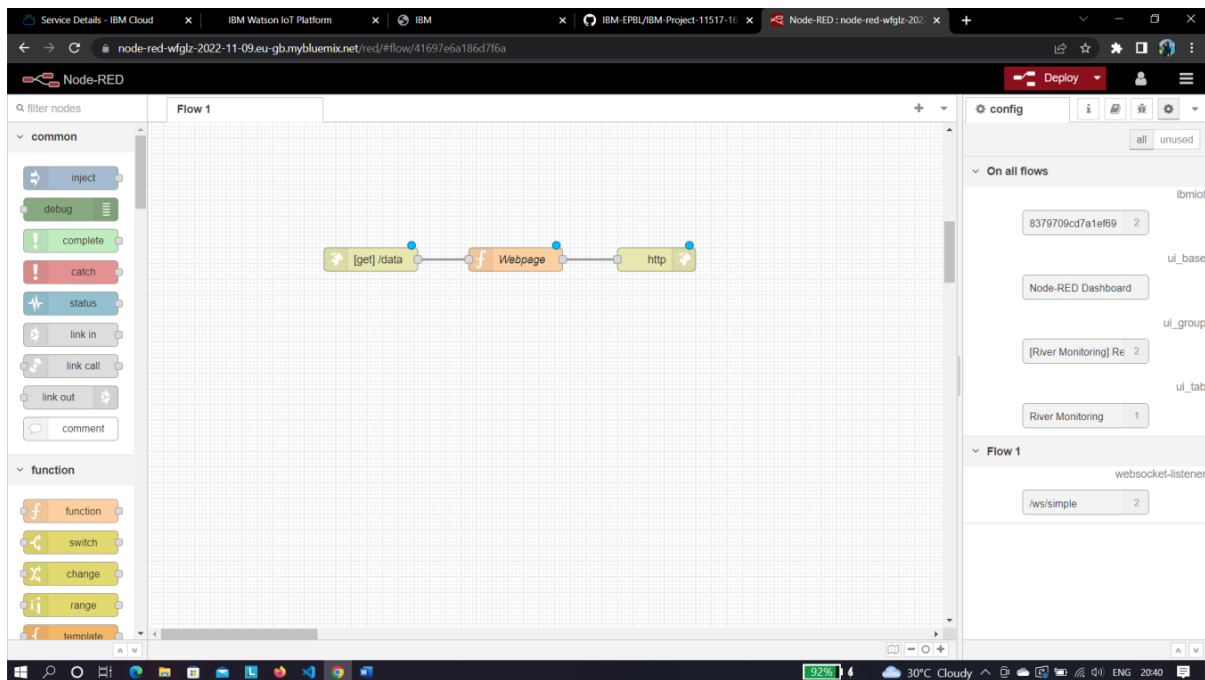 Service Details - IBM Cloud
IBM Watson IoT Platform
IBM
IBM-EPBL/IBM-Project-11517-16
Node-RED : node-red-wfglz-202
node-red-wfglz-2022-11-09.eu-gb.mybluemix.net/red/#flow/41697e6a186d7f6a
Node-RED
Deploy
filter nodes
Flow 1
config
i
all unused
common
inject
debug
complete
catch
status
link in
link call
link out
comment
function
function
switch
change
range
template
[get] /data
f Webpage
http
On all flows
ibmiot
8379709cd7a1ef69 2
ui_base
Node-RED Dashboard
ui_group
[River Monitoring] Re 2
ui_tab
River Monitoring 1
Flow 1
websocket-listener
/ws/simple 2
92%
30°C Cloudy
ENG 20:40